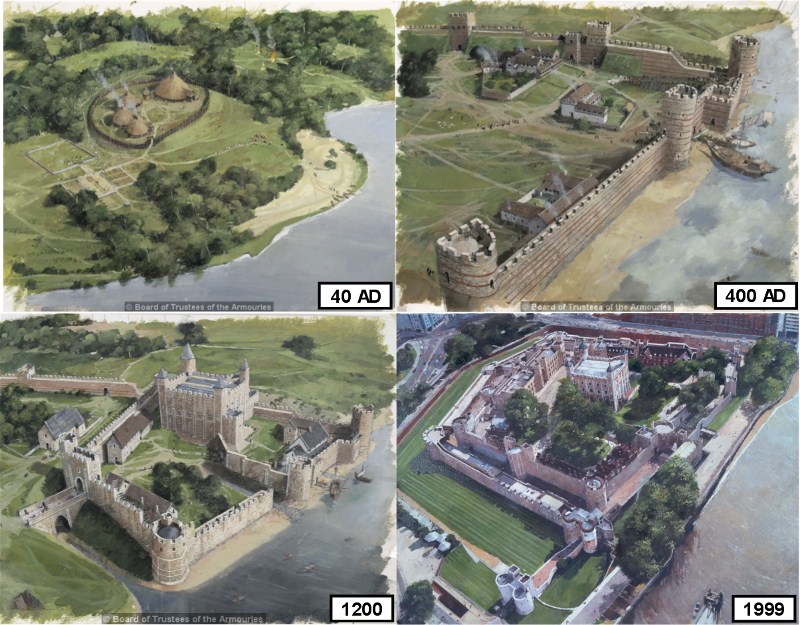 © Board of Trustees of the Armouries
40 AD
© Board of Trustees of the Armouries
400 AD
© Board of Trustees of the Armouries
1200
1999